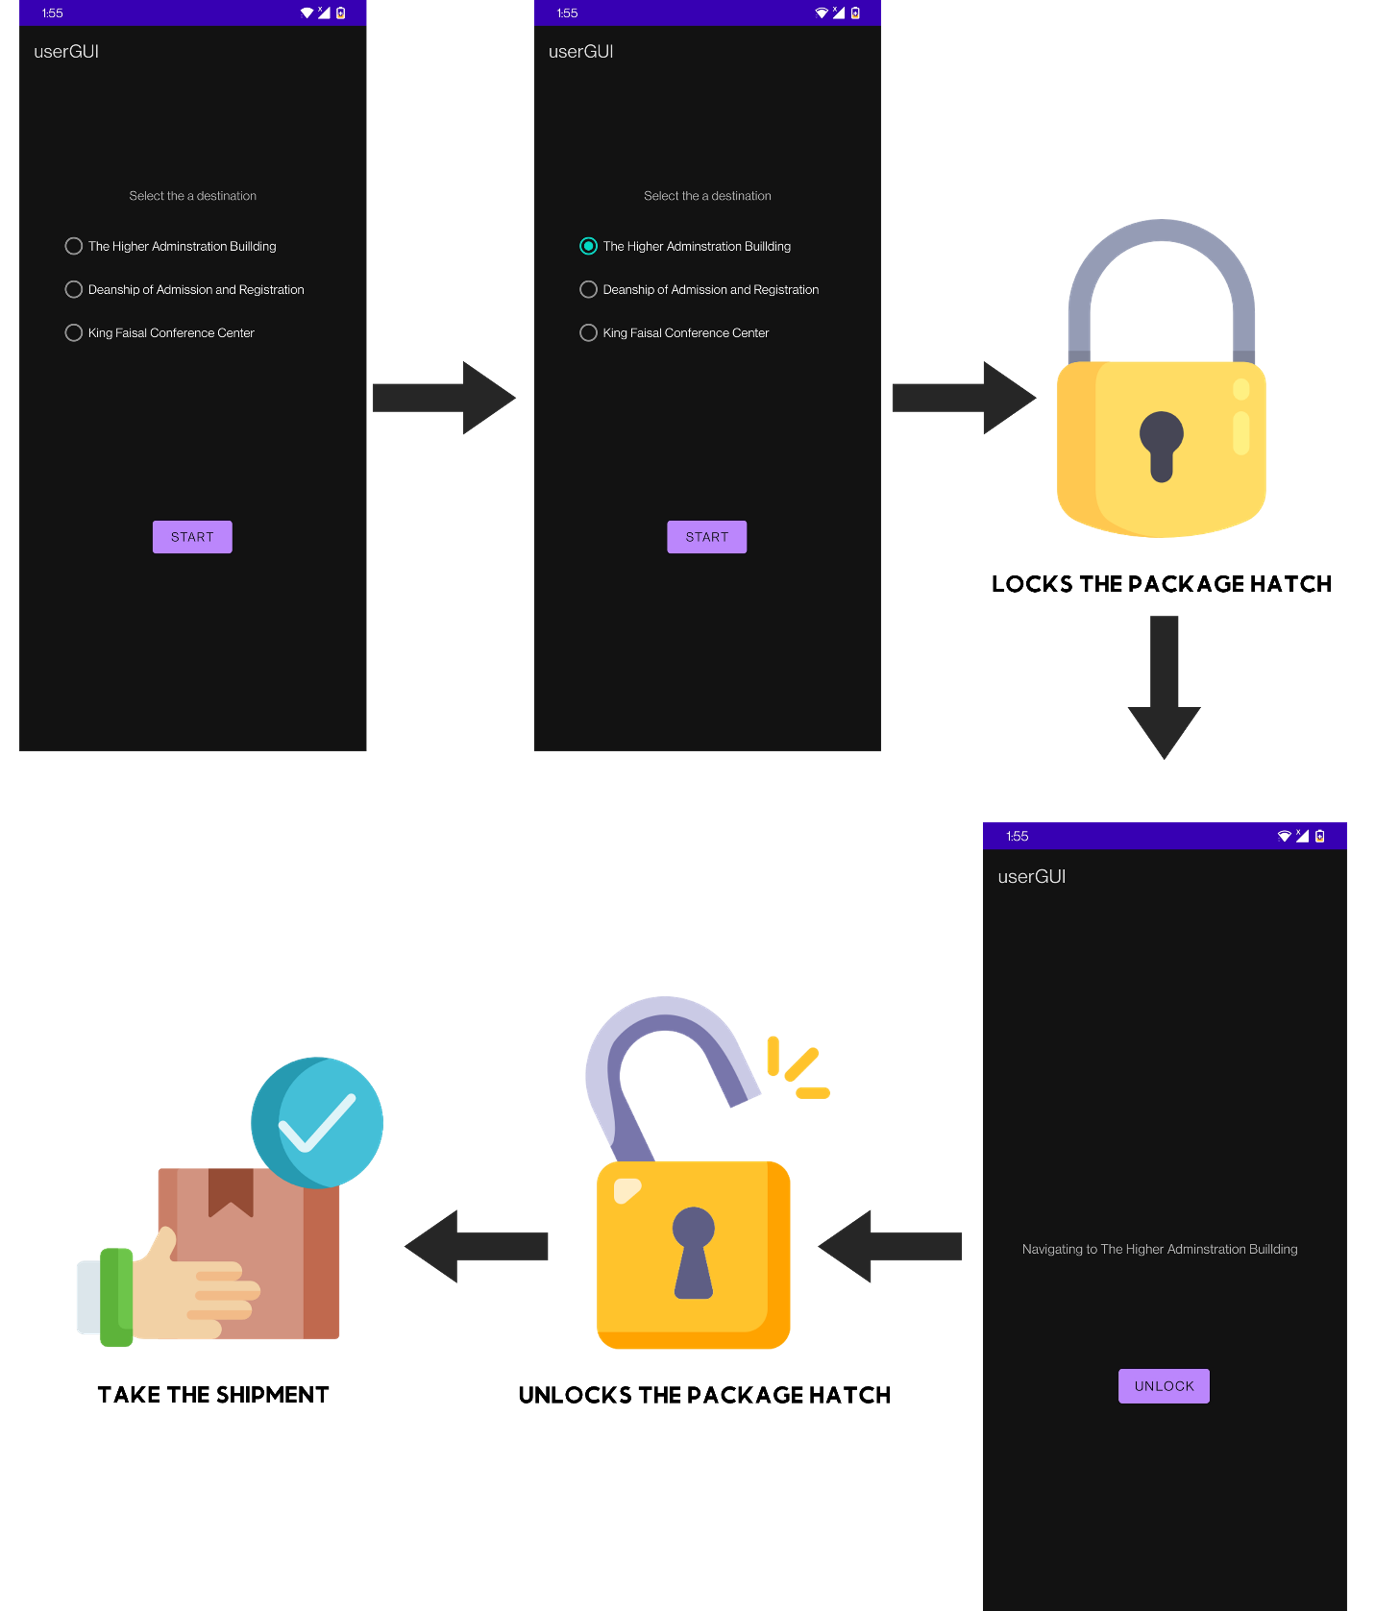 1:55
userGUI
Select the a destination
The Higher Adminstration Buillding
Deanship of Admission and Registration
King Faisal Conference Center
START
1:55
userGUI
Select the a destination
The Higher Adminstration Buillding
Deanship of Admission and Registration
King Faisal Conference Center
START
LOCKS THE PACKAGE HATCH
1:55
userGUI
Navigating to The Higher Adminstration Buillding
UNLOCK
UNLOCKS THE PACKAGE HATCH
TAKE THE SHIPMENT